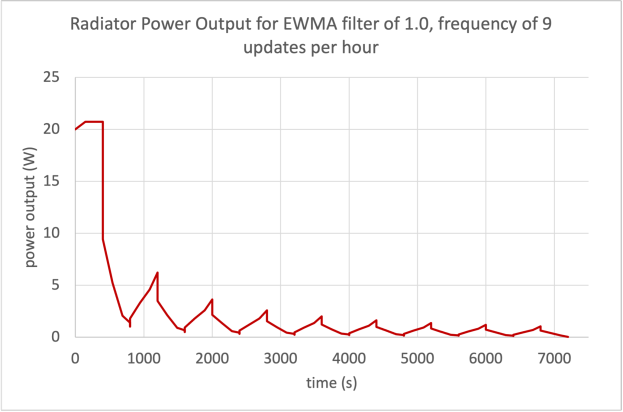 Radiator Power Output for EWMA filter of 1.0, frequency of 9
updates per hour
25
20
15
10
5
0
power output (W)
0 1000 2000 3000 4000 5000 6000 7000
time (s)